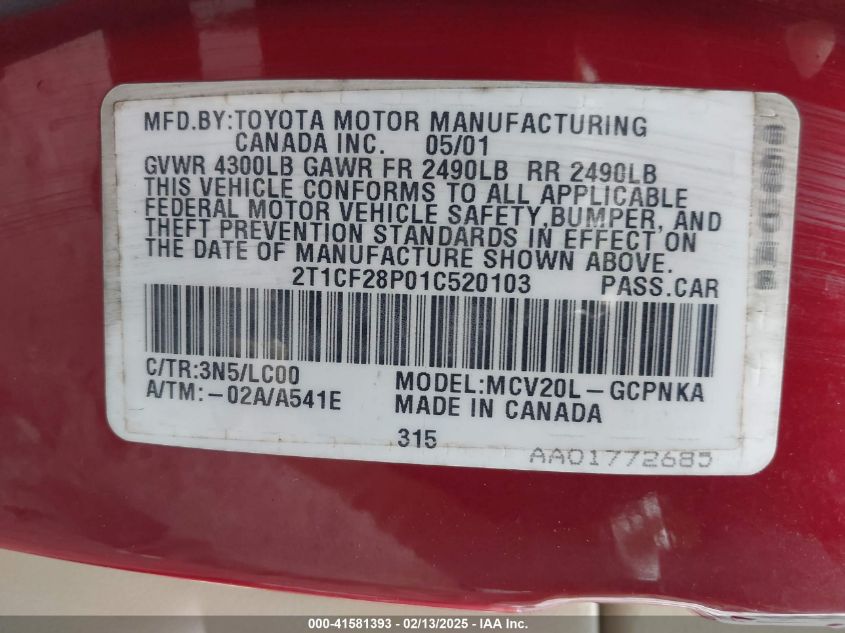 MFD.BY:TOYOTA MOTOR MANUFACTURING
CANADA INC. 05/01
GVWR 4300LB GAWR FR 2490LB RR 2490LB
THIS VEHICLE CONFORMS TO ALL APPLICABLE
FEDERAL MOTOR VEHICLE SAFETY,BUMPER, AND
THEFT PREVENTION STANDARDS IN EFFECT ON
THE DATE OF MANUFACTURE SHOWN ABOVE.
2T1CF28P01C520103 PASS.CAR
C/TR:3N5/LC00 MODEL:MCV20L-GCPNKA
A/TM:-02A/A541E MADE IN CANADA
315
AA01772685
000-41581393 - 02/13/2025 - IAA Inc.